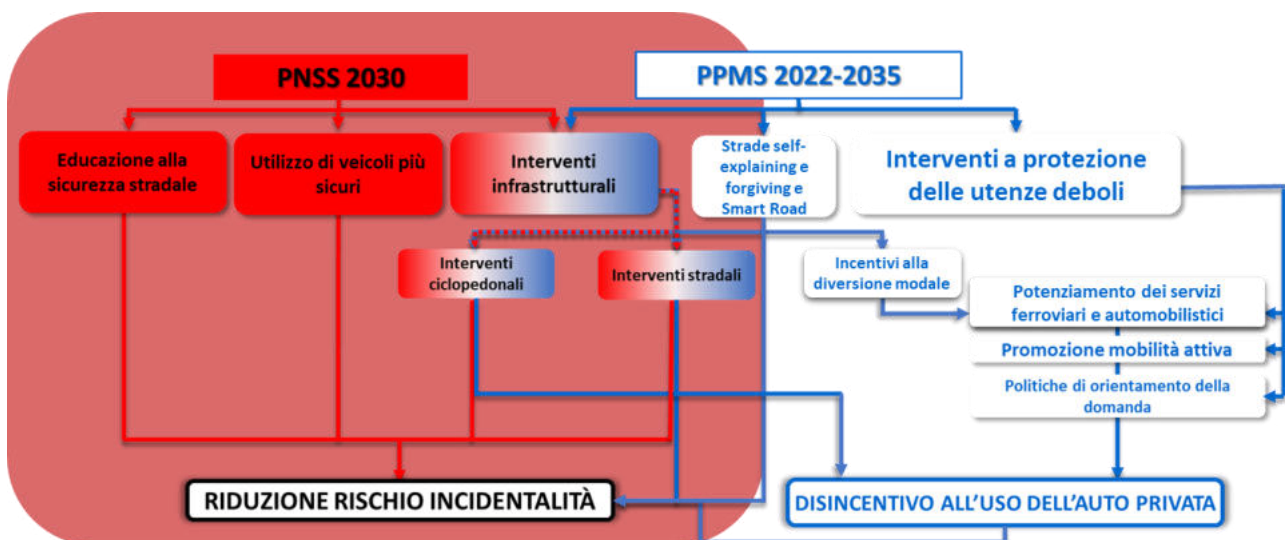 PNSS 2030
PPMS 2022-2035
Educazione alla
sicurezza stradale
Utilizzo di veicoli più
sicuri
Interventi
infrastrutturali
Strade self-
explaining e
forgiving e
Smart Road
Interventi a protezione
delle utenze deboli
Interventi
ciclopedonali
Interventi stradali
Incentivi alla
diversione modale
Potenziamento dei servizi
ferroviari e automobilistici
Promozione mobilità attiva
Politiche di orientamento della
domanda
RIDUZIONE RISCHIO INCIDENTALITÀ
DISINCENTIVO ALL'USO DELL'AUTO PRIVATA